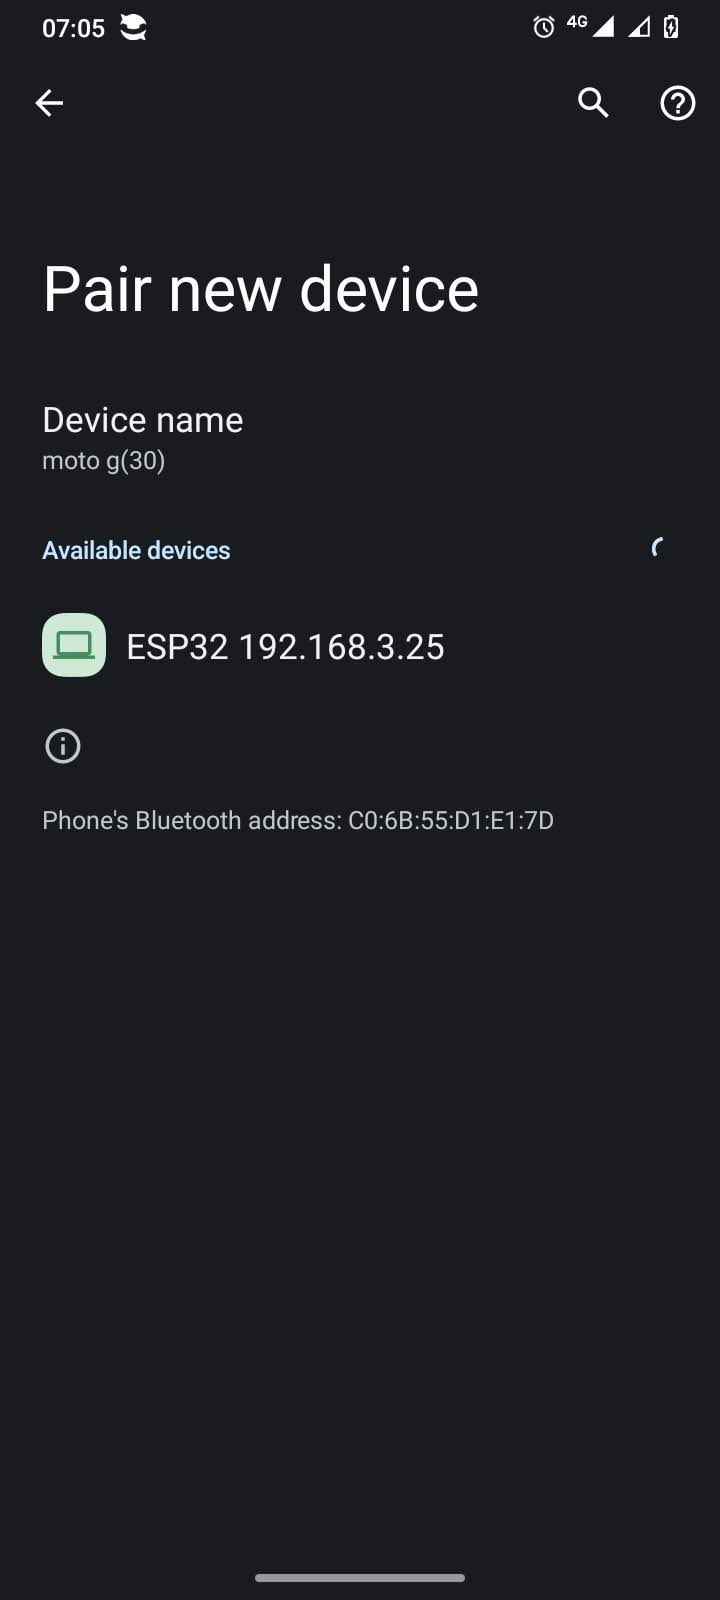 07:05
4G
Pair new device
Device name
moto g(30)
Available devices
ESP32 192.168.3.25
Phone's Bluetooth address: C0:6B:55:D1:E1:7D